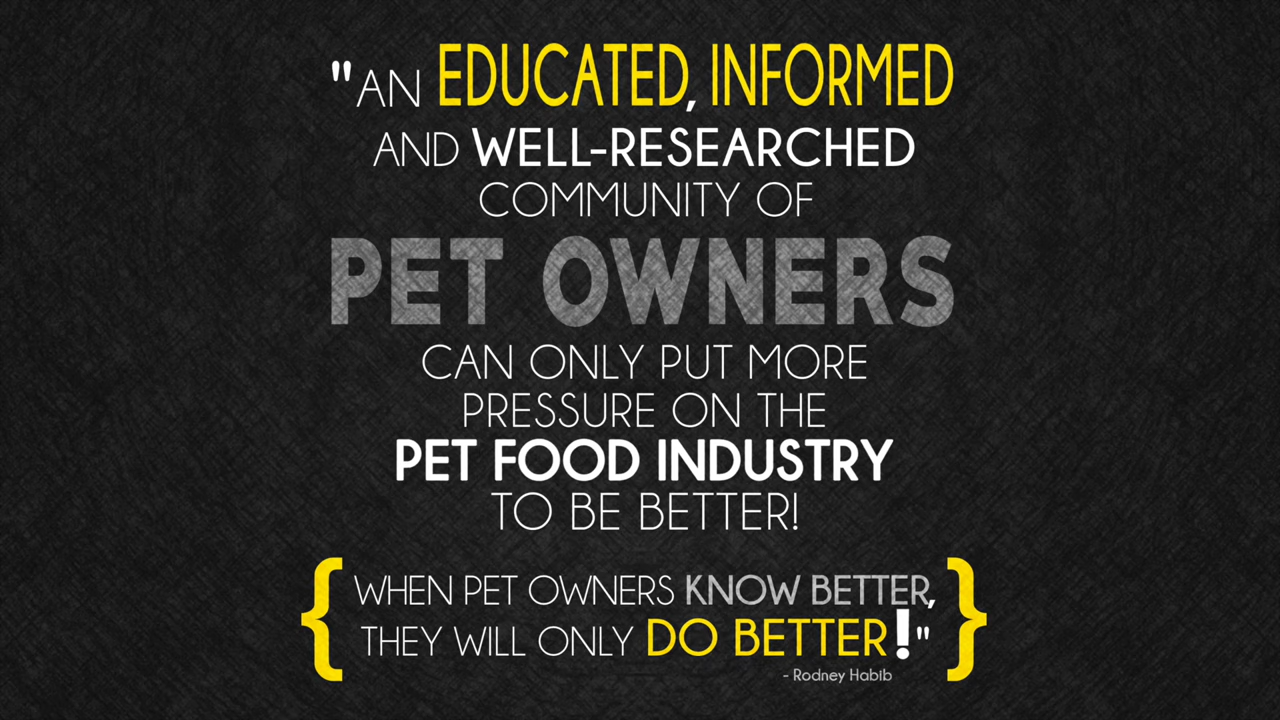 "AN EDUCATED, INFORMED
AND WELL-RESEARCHED
COMMUNITY OF
PET OWNERS
CAN ONLY PUT MORE
PRESSURE ON THE
PET FOOD INDUSTRY
TO BE BETTER!
{ WHEN PET OWNERS KNOW BETTER,
THEY WILL ONLY DO BETTER!" }
- Rodney Habib